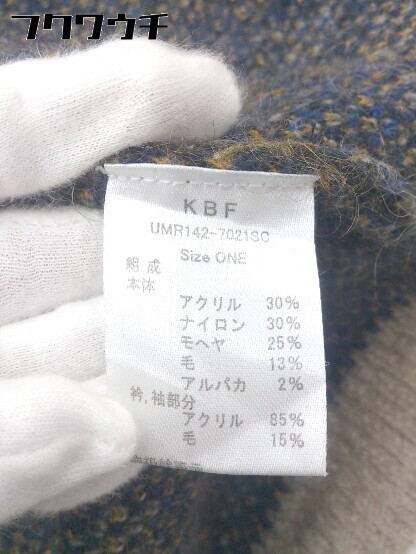 フクワウチ
KBF
UMR142-7021SC
Size ONE
組成
本体
アクリル 30%
ナイロン 30%
モヘヤ 25%
毛 13%
アルパカ 2%
衿,袖部分
アクリル 85%
毛 15%